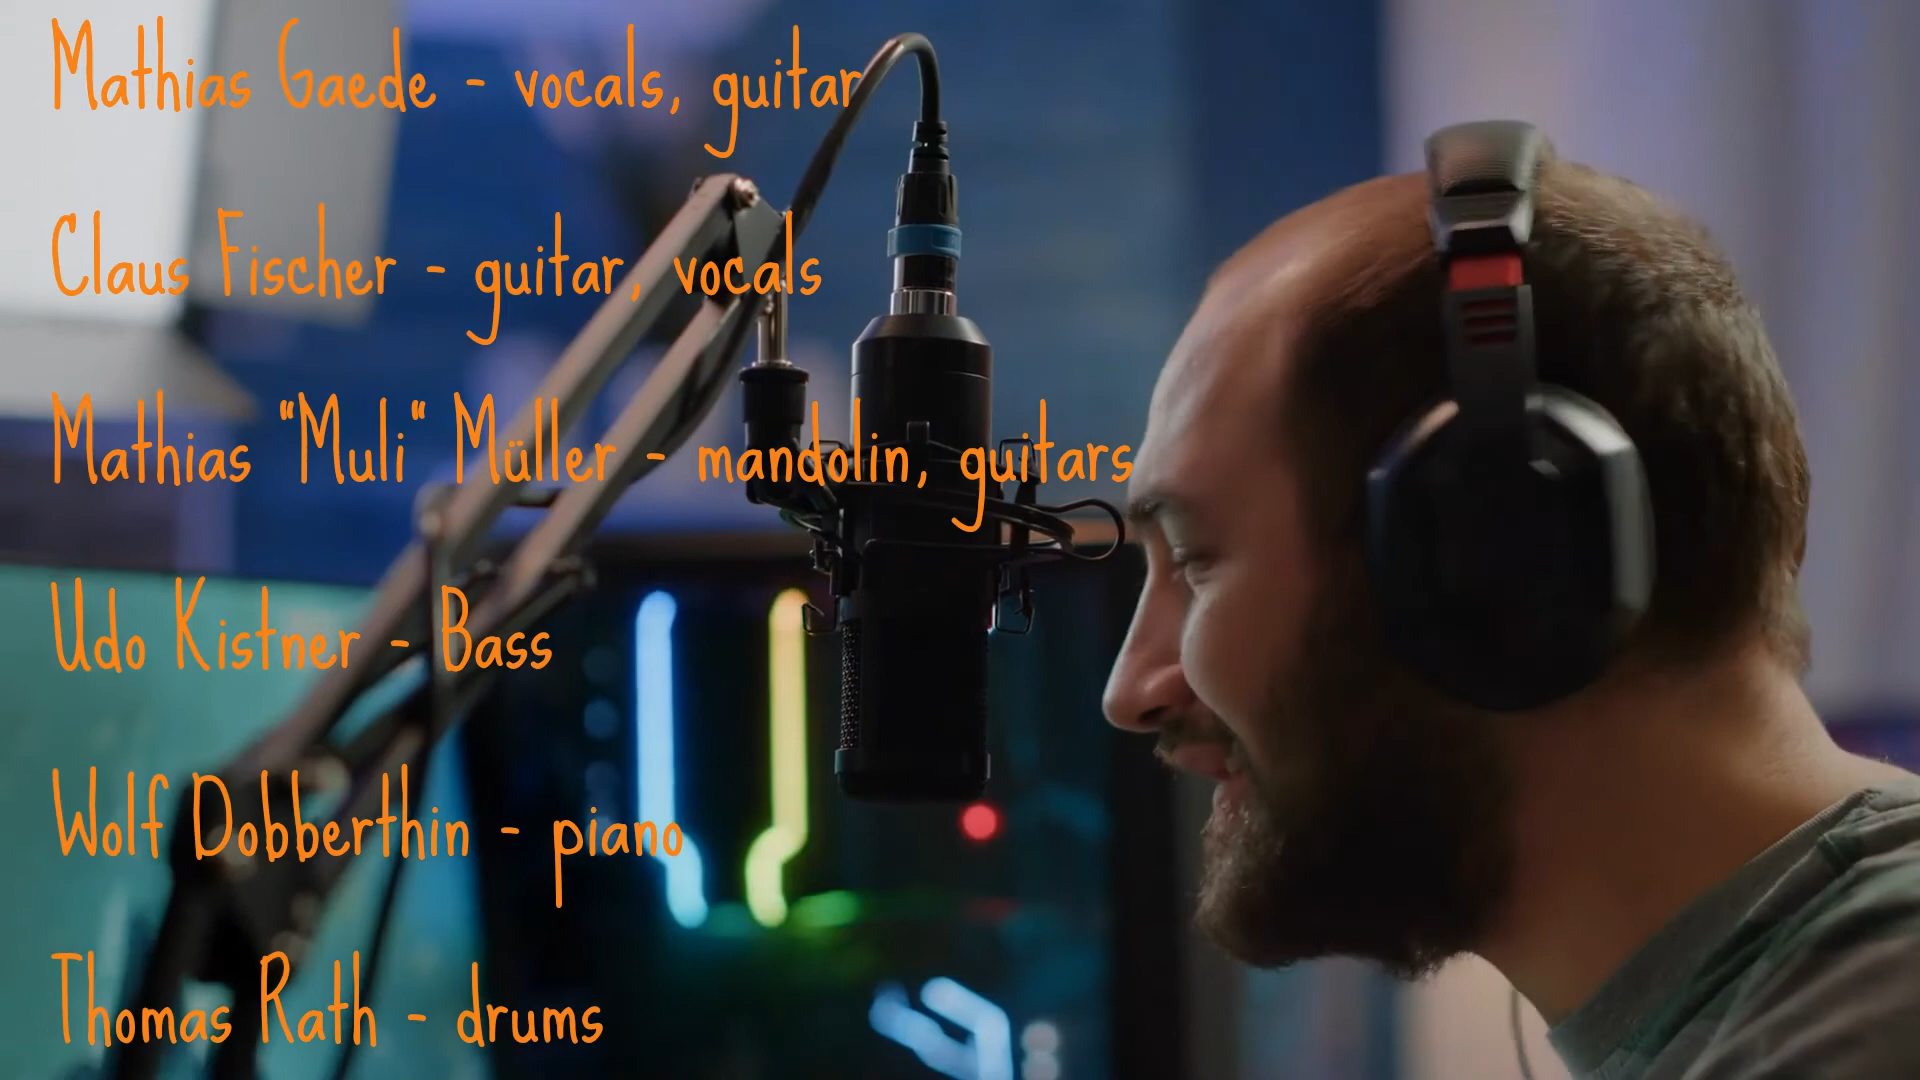 Mathias Gaede - vocals, guitar
Claus Fischer - guitar, vocals
Mathias "Muli" Müller - mandolin, guitars
Udo Kistner - Bass
Wolf Dobberthin - piano
Thomas Rath - drums